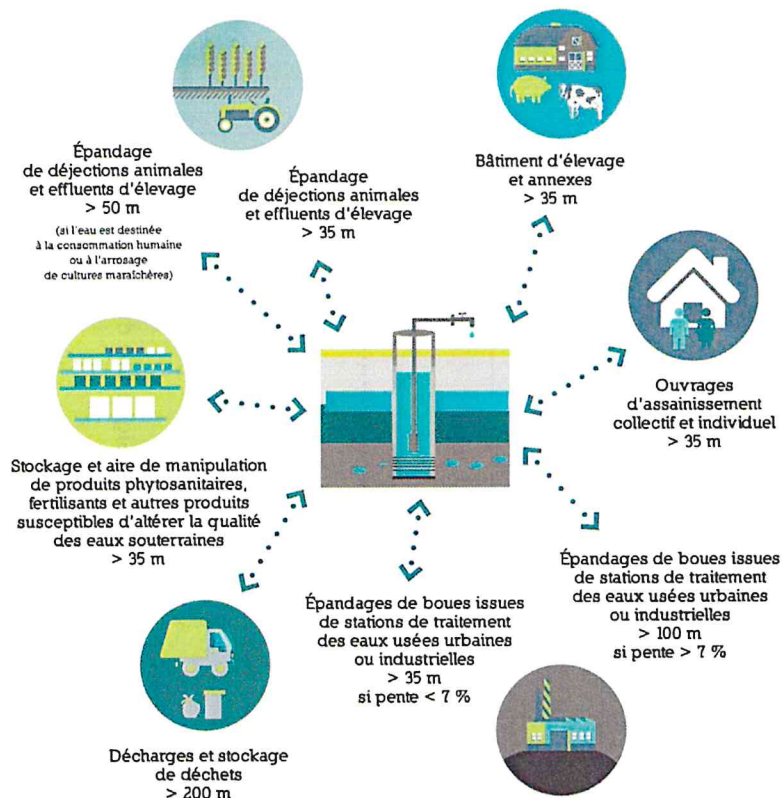 Épandage
de déjections animales
et effluents d'élevage
> 50 m
(si l'eau est destinée
à la consommation humaine
ou à l'arrosage
de cultures maraîchères)
Épandage
de déjections animales
et effluents d'élevage
> 35 m
Bâtiment d'élevage
et annexes
> 35 m
Ouvrages
d'assainissement
collectif et individuel
> 35 m
Stockage et aire de manipulation
de produits phytosanitaires,
fertilisants et autres produits
susceptibles d'altérer la qualité
des eaux souterraines
> 35 m
Épandages de boues issues
de stations de traitement
des eaux usées urbaines
ou industrielles
> 35 m
si pente < 7 %
Épandages de boues issues
de stations de traitement
des eaux usées urbaines
ou industrielles
> 100 m
si pente > 7 %
Décharges et stockage
de déchets
> 200 m